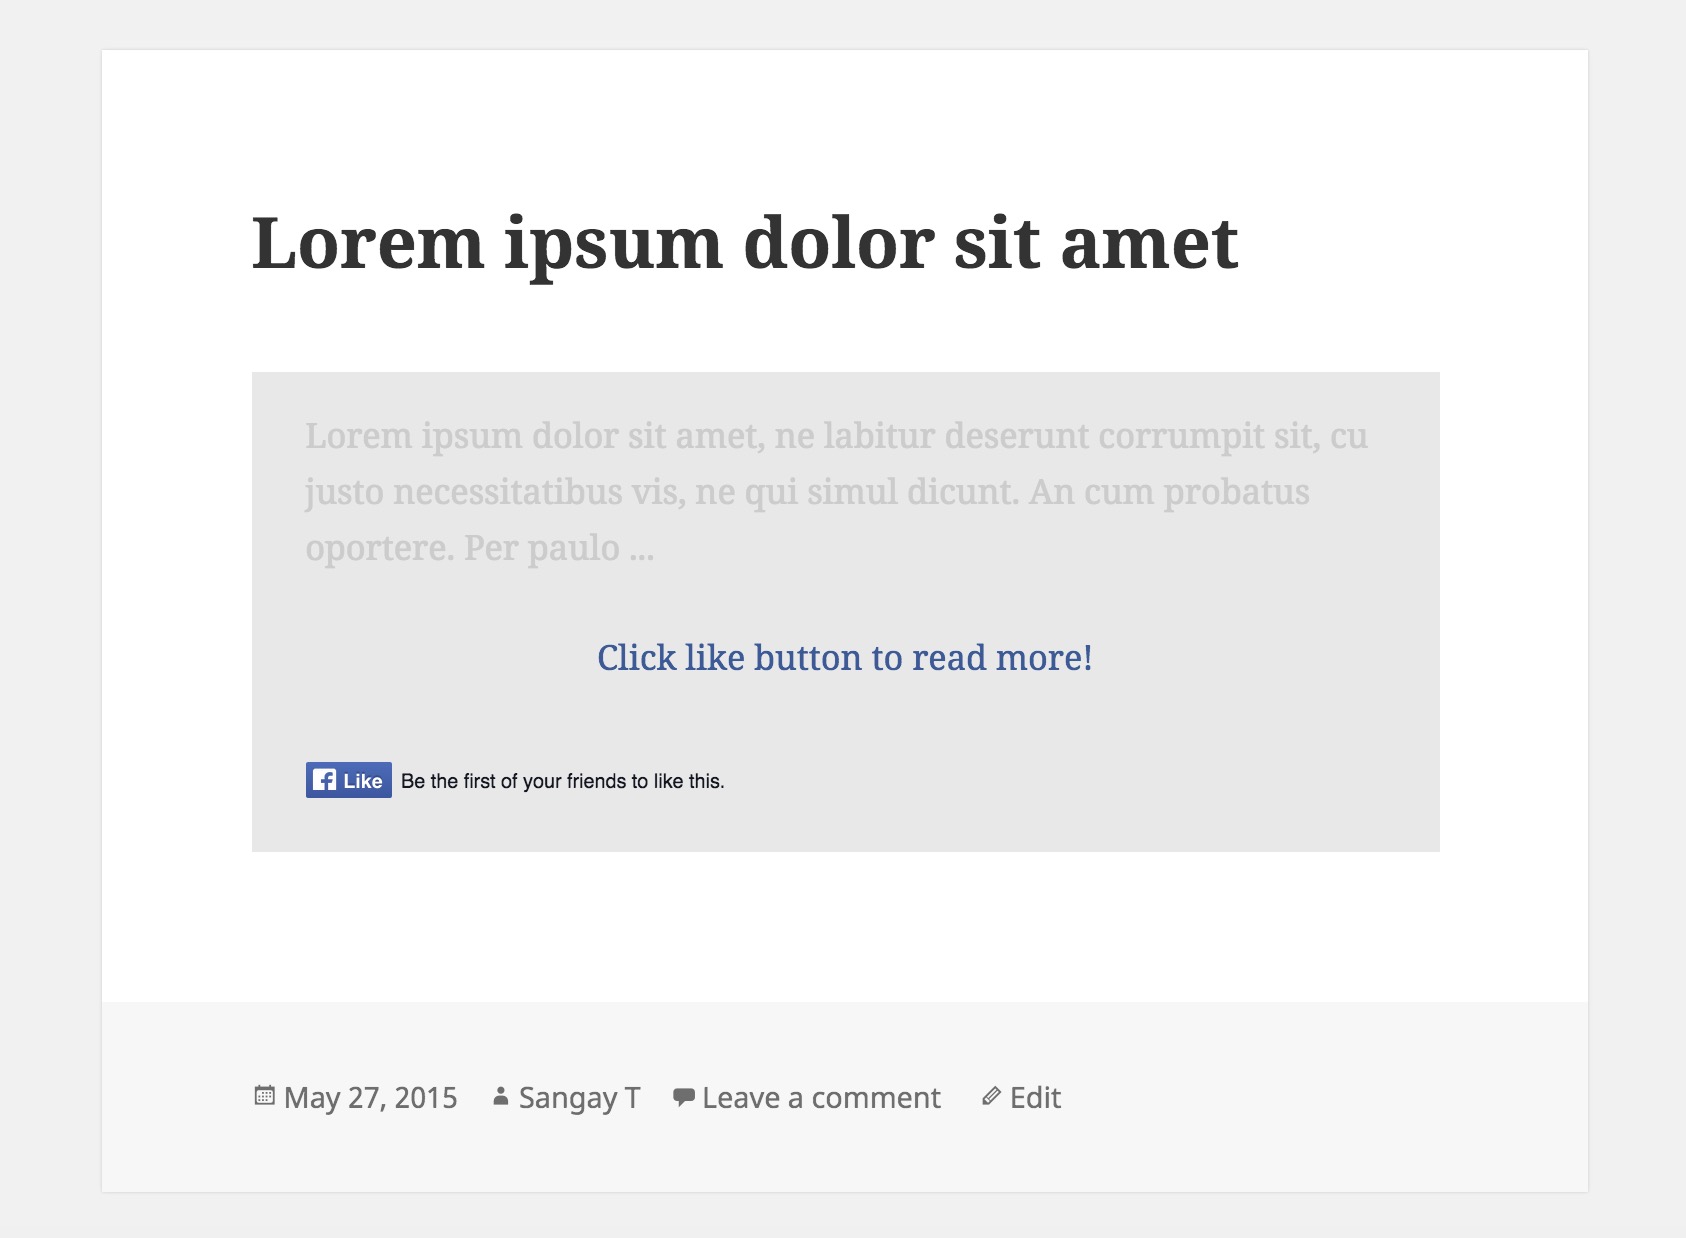 Lorem ipsum dolor sit amet
Lorem ipsum dolor sit amet, ne labitur deserunt corrumpit sit, cu
justo necessitatibus vis, ne qui simul dicunt. An cum probatus
oportere. Per paulo ...
Click like button to read more!
Like Be the first of your friends to like this.
May 27, 2015 Sangay T Leave a comment Edit